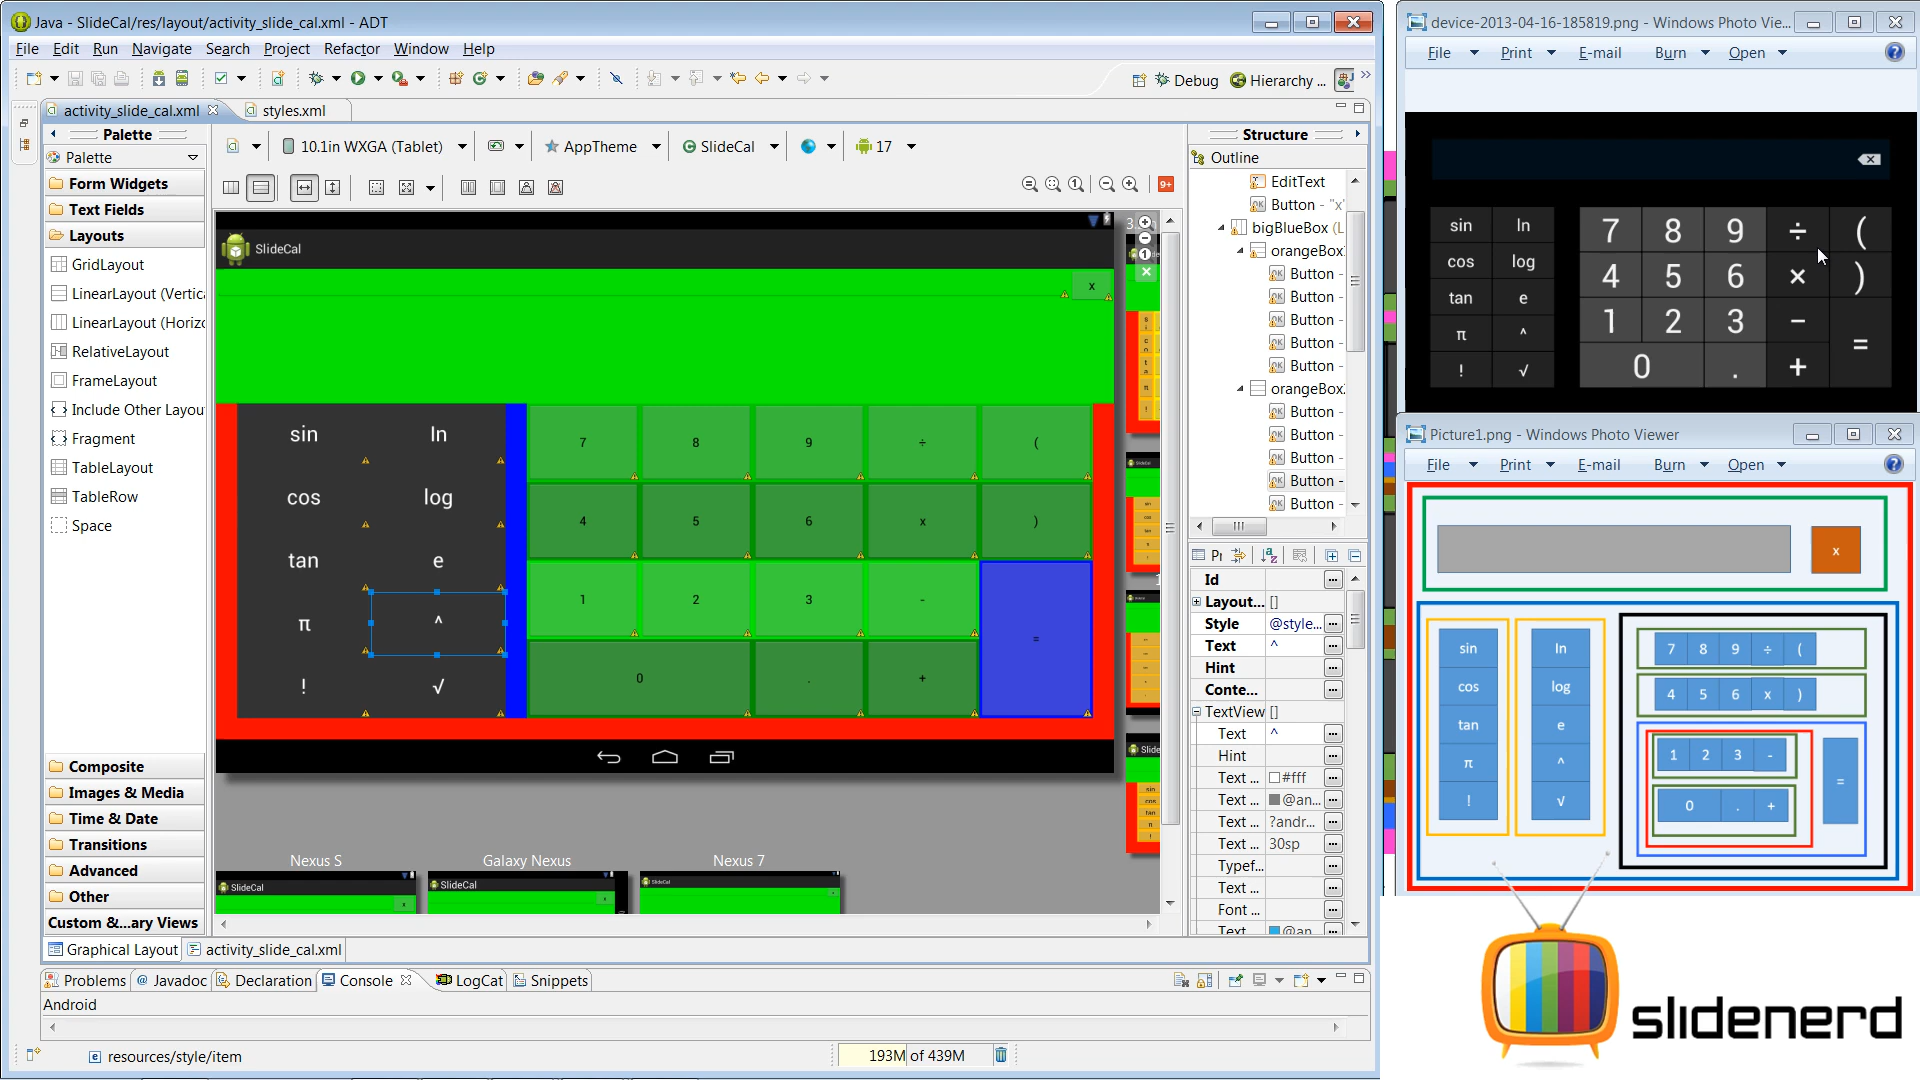 Java - SlideCal/res/layout/activity_slide_cal.xml - ADT
File Edit Run Navigate Search Project Refactor Window Help
Debug
Hierarchy ...
activity_slide_cal.xml
styles.xml
Palette
Palette
Form Widgets
Text Fields
Layouts
GridLayout
LinearLayout (Vertica
LinearLayout (Horizo
RelativeLayout
FrameLayout
Include Other Layou
Fragment
TableLayout
TableRow
Space
Composite
Images & Media
Time & Date
Transitions
Advanced
Other
Custom &...ary Views
10.1in WXGA (Tablet)
AppTheme
SlideCal
17
SlideCal
x
sin ln 7 8 9 ÷ (
cos log 4 5 6 x )
tan e 1 2 3 -
π ^ =
! √ 0 . +
Nexus S Galaxy Nexus Nexus 7
SlideCal SlideCal SlideCal
Graphical Layout
activity_slide_cal.xml
Structure
Outline
EditText
Button - "x"
bigBlueBox (L
orangeBox
Button -
Button -
Button -
Button -
Button -
orangeBox
Button -
Button -
Button -
Button -
Button -
Pr
Id
Layout... []
Style @style...
Text ^
Hint
Conte...
TextView []
Text ^
Hint
Text ... #fff
Text ... @an...
Text ... ?andr...
Text ... 30sp
Typef...
Text ...
Font ...
Text @an
Problems @ Javadoc Declaration Console LogCat Snippets
Android
resources/style/item
193M of 439M
device-2013-04-16-185819.png - Windows Photo Vie...
File Print E-mail Burn Open
sin ln 7 8 9 ÷ (
cos log 4 5 6 × )
tan e 1 2 3 −
π ^ =
! √ 0 . +
Picture1.png - Windows Photo Viewer
File Print E-mail Burn Open
x
sin ln 7 8 9 ÷ (
cos log 4 5 6 x )
tan e 1 2 3 -
π ^ =
! √ 0 . +
slidenerd